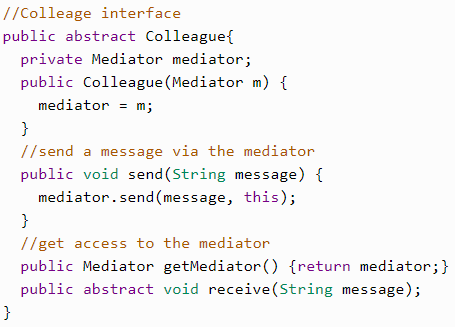 //Colleage interface
public abstract Colleague{
  private Mediator mediator;
  public Colleague(Mediator m) {
    mediator = m;
  }
  //send a message via the mediator
  public void send(String message) {
    mediator.send(message, this);
  }
  //get access to the mediator
  public Mediator getMediator() {return mediator;}
  public abstract void receive(String message);
}